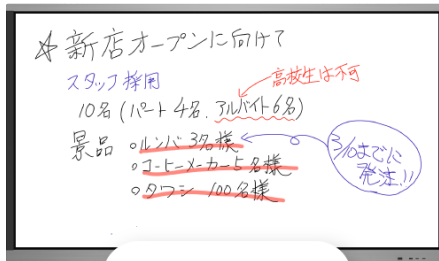 ☆新店オープンに向けて
スタッフ採用
高校生は不可
10名(パート4名、アルバイト6名)
景品 ○ルンバ 3名様
○コーヒーメーカー5名様
○タワシ 100名様
3/10までに
発注!!